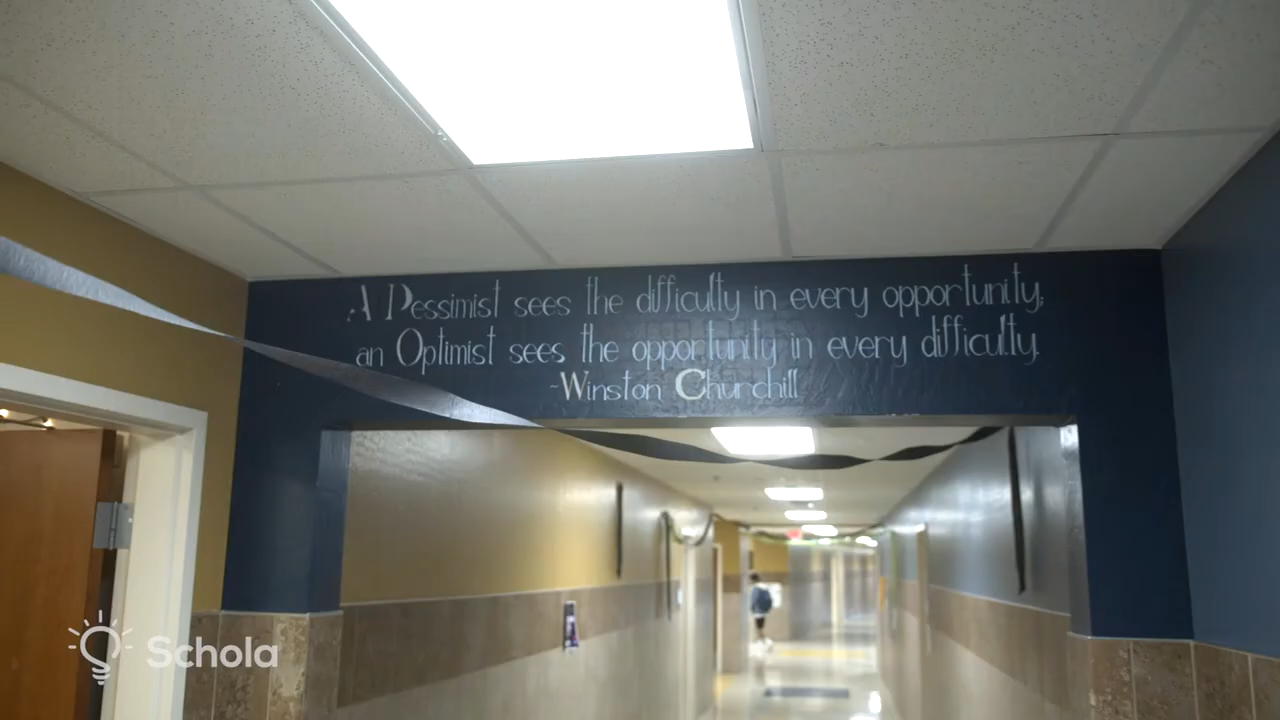 A Pessimist sees the difficulty in every opportunity;
an Optimist sees the opportunity in every difficulty.
~Winston Churchill
Schola